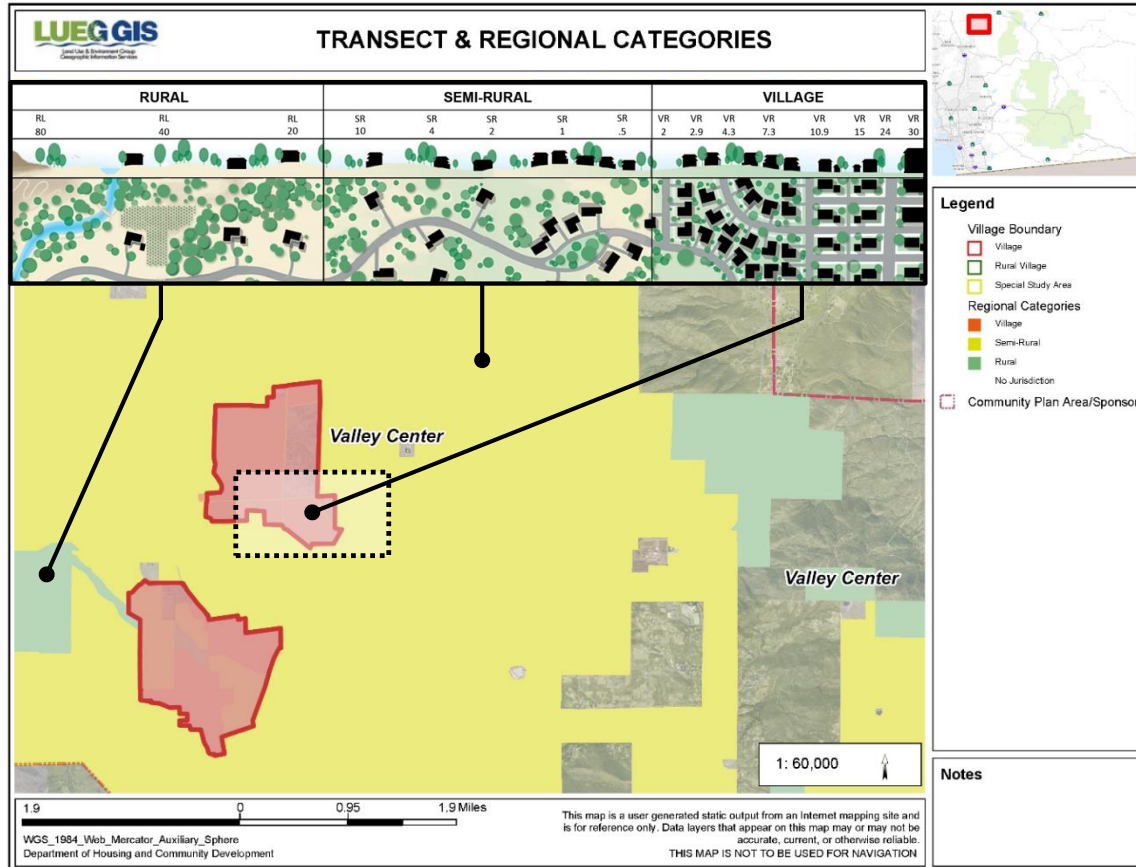 LUEG GIS
Land Use & Environment Group
Geographic Information Services
TRANSECT & REGIONAL CATEGORIES
RURAL
SEMI-RURAL
VILLAGE
RL
80
RL
40
RL
20
SR
10
SR
4
SR
2
SR
1
SR
.5
VR
2
VR
2.9
VR
4.3
VR
7.3
VR
10.9
VR
15
VR
24
VR
30
Valley Center
Valley Center
1: 60,000
Legend
Village Boundary
Village
Rural Village
Special Study Area
Regional Categories
Village
Semi-Rural
Rural
No Jurisdiction
Community Plan Area/Sponsor
Notes
1.9
0
0.95
1.9 Miles
WGS_1984_Web_Mercator_Auxiliary_Sphere
Department of Housing and Community Development
This map is a user generated static output from an Internet mapping site and
is for reference only. Data layers that appear on this map may or may not be
accurate, current, or otherwise reliable.
THIS MAP IS NOT TO BE USED FOR NAVIGATION